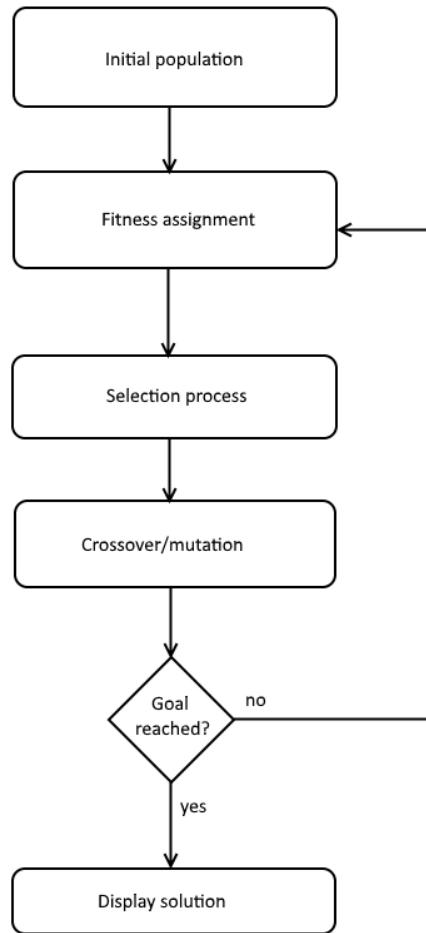 Initial population
Fitness assignment
Selection process
Crossover/mutation
Goal
reached?
no
yes
Display solution